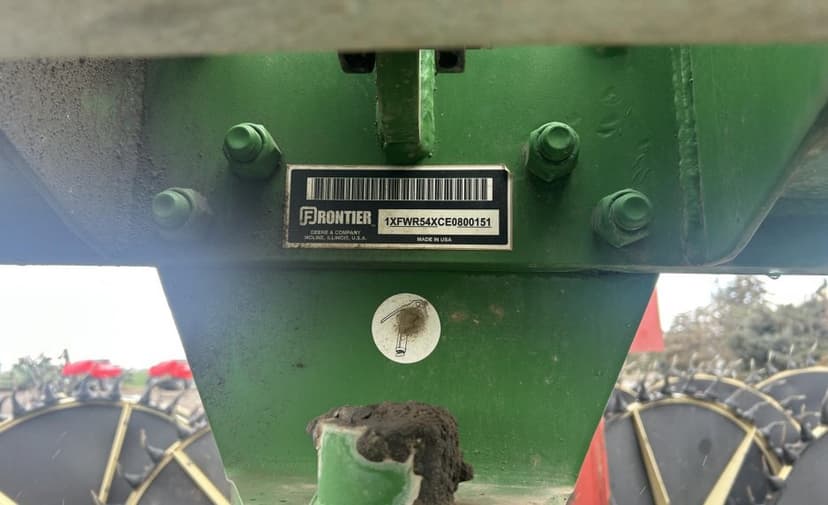 FRONTIER
1XFWR54XCE0800151
DEERE & COMPANY
MOLINE, ILLINOIS, U.S.A.
MADE IN USA